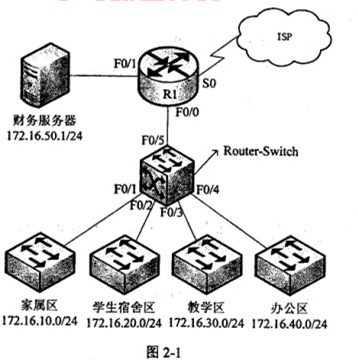 ISP
F0/1
R1
S0
F0/0
财务服务器
172.16.50.1/24
F0/5
Router-Switch
F0/1
F0/4
F0/2
F0/3
家属区
学生宿舍区
教学区
办公区
172.16.10.0/24
172.16.20.0/24
172.16.30.0/24
172.16.40.0/24
图 2-1